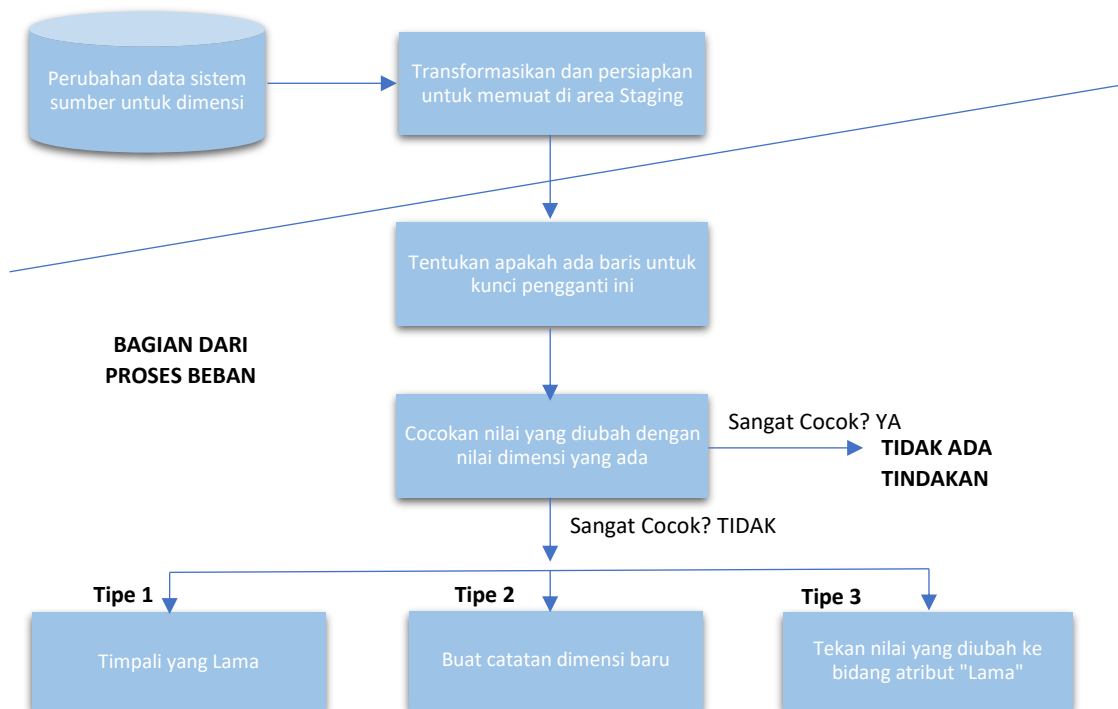 Perubahan data sistem
sumber untuk dimensi
Transformasikan dan persiapkan
untuk memuat di area Staging
Tentukan apakah ada baris untuk
kunci pengganti ini
BAGIAN DARI
PROSES BEBAN
Cocokan nilai yang diubah dengan
nilai dimensi yang ada
Sangat Cocok? YA
TIDAK ADA
TINDAKAN
Sangat Cocok? TIDAK
Tipe 1
Tipe 2
Tipe 3
Timpali yang Lama
Buat catatan dimensi baru
Tekan nilai yang diubah ke
bidang atribut "Lama"